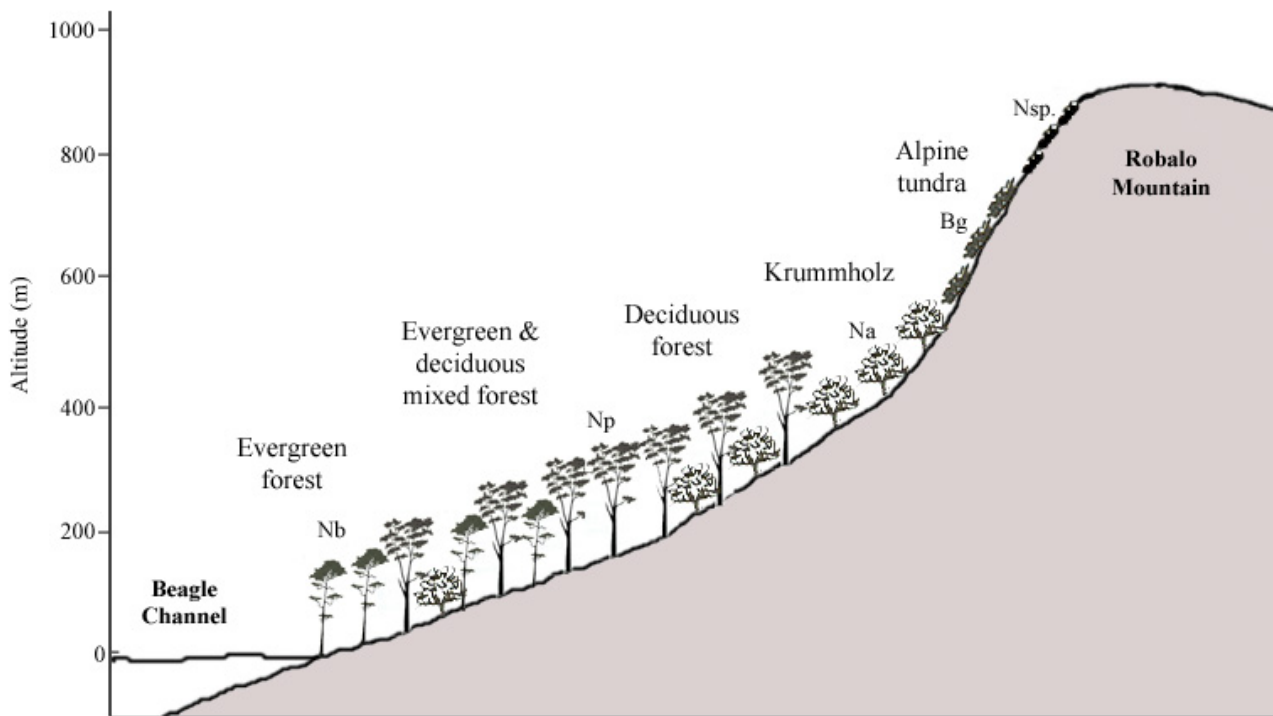 1000
800
600
400
200
0
Altitude (m)
Beagle
Channel
Evergreen
forest
Nb
Evergreen &
deciduous
mixed forest
Np
Deciduous
forest
Krummholz
Na
Alpine
tundra
Bg
Nsp.
Robalo
Mountain